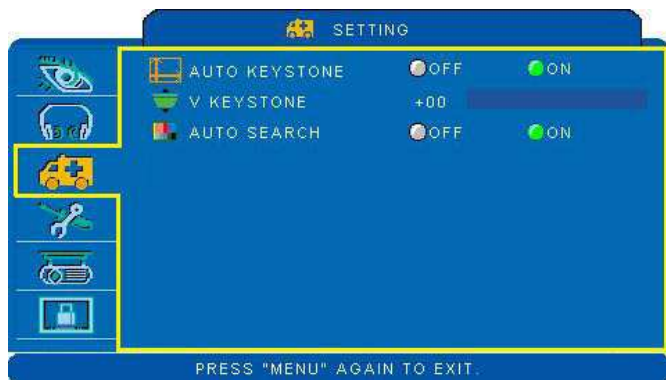 SETTING
AUTO KEYSTONE OFF ON
V KEYSTONE +00
AUTO SEARCH OFF ON
PRESS "MENU" AGAIN TO EXIT.